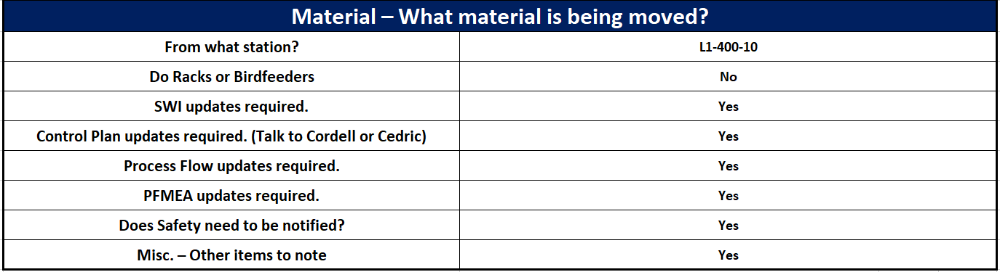 Material – What material is being moved?
From what station? L1-400-10
Do Racks or Birdfeeders No
SWI updates required. Yes
Control Plan updates required. (Talk to Cordell or Cedric) Yes
Process Flow updates required. Yes
PFMEA updates required. Yes
Does Safety need to be notified? Yes
Misc. – Other items to note Yes